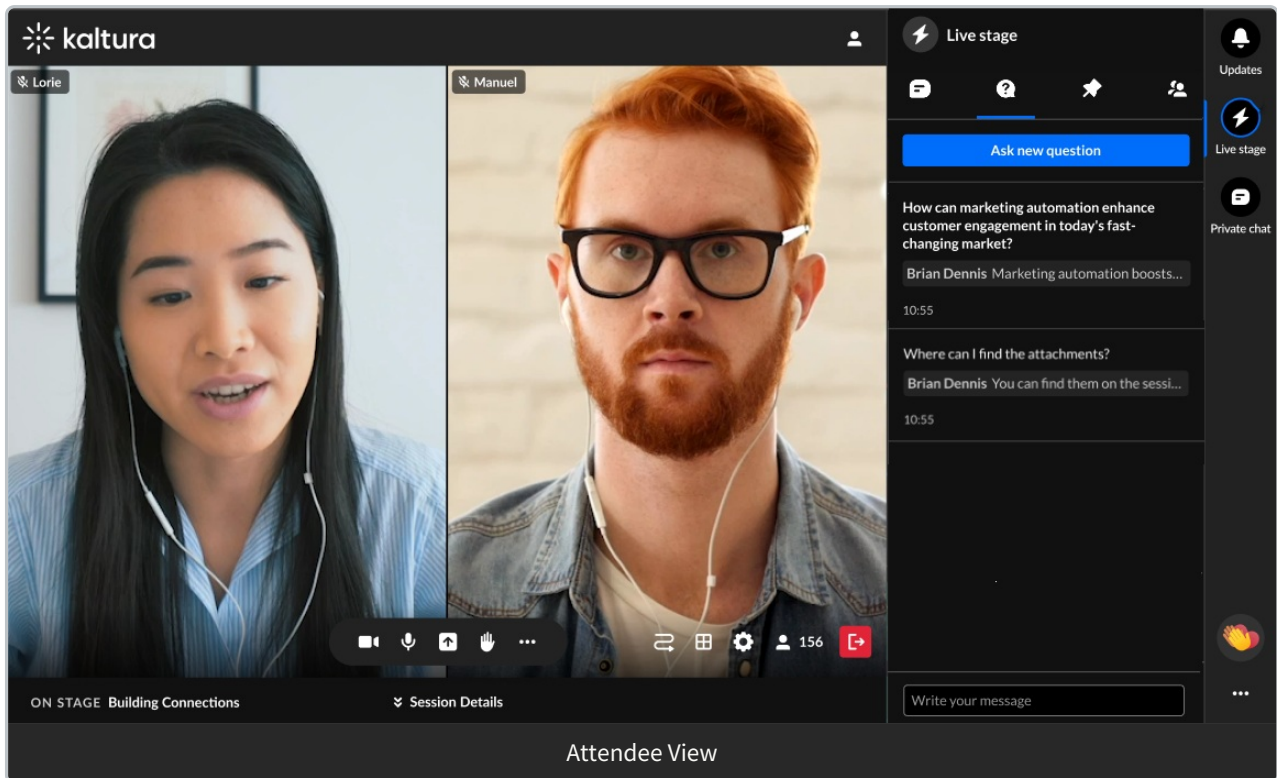 kaltura
Lorie
Manuel
Live stage
Ask new question
How can marketing automation enhance
customer engagement in today's fast-
changing market?
Brian Dennis Marketing automation boosts...
10:55
Where can I find the attachments?
Brian Dennis You can find them on the sessi...
10:55
Write your message
Updates
Live stage
Private chat
156
ON STAGE Building Connections
Session Details
Attendee View